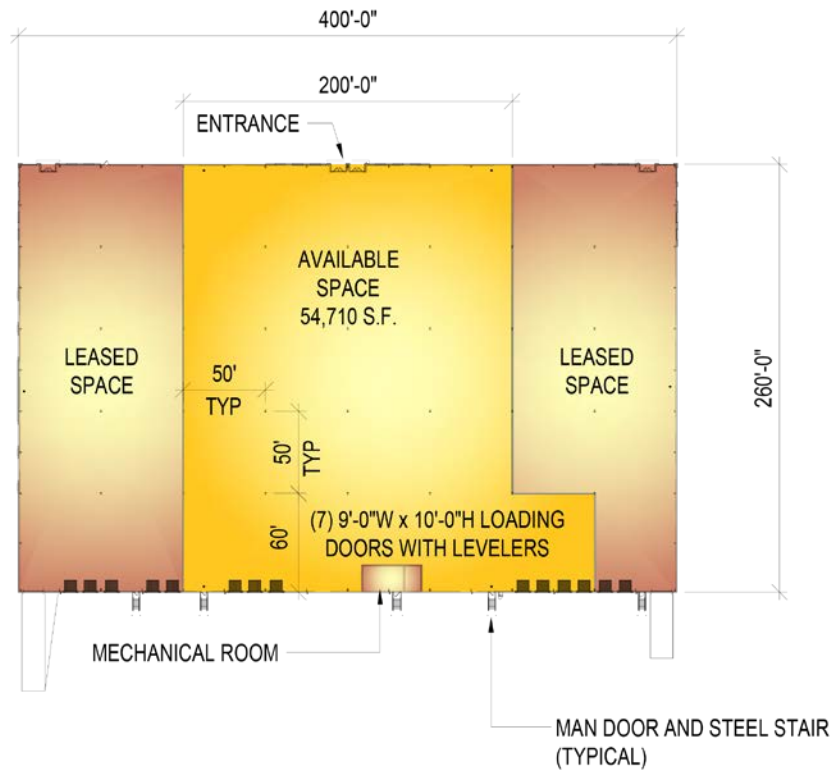 400'-0"
200'-0"
ENTRANCE
AVAILABLE
SPACE
54,710 S.F.
LEASED
SPACE
LEASED
SPACE
50'
TYP
260'-0"
50'
TYP
60'
(7) 9'-0"W x 10'-0"H LOADING
DOORS WITH LEVELERS
MECHANICAL ROOM
MAN DOOR AND STEEL STAIR
(TYPICAL)